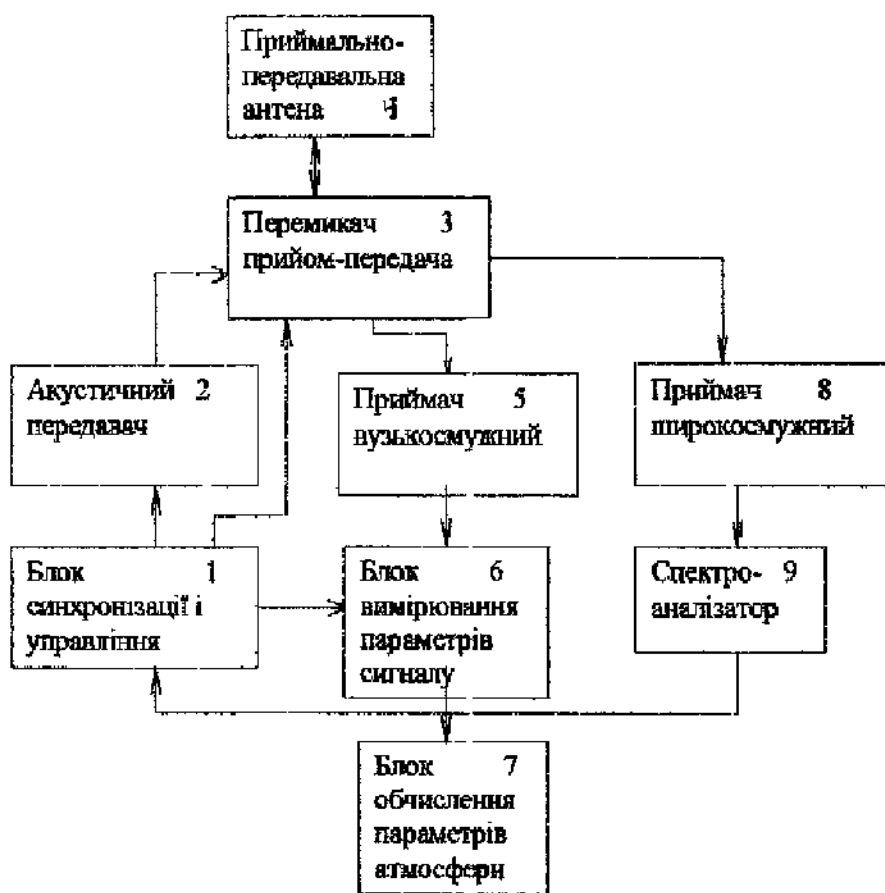 Приймально-
передавальна
антена 4
Перемикач 3
прийом-передача
Акустичний 2
передавач
Приймач 5
вузькосмужний
Приймач 8
широкосмужний
Блок 1
синхронізації і
управління
Блок 6
вимірювання
параметрів
сигналу
Спектро- 9
аналізатор
Блок 7
обчислення
параметрів
атмосфери